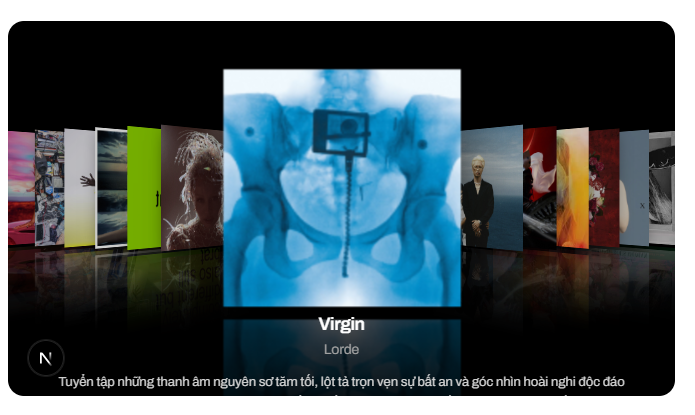 Virgin
Lorde
N
Tuyển tập những thanh âm nguyên sơ tăm tối, lột tả trọn vẹn sự bất an và góc nhìn hoài nghi độc đáo